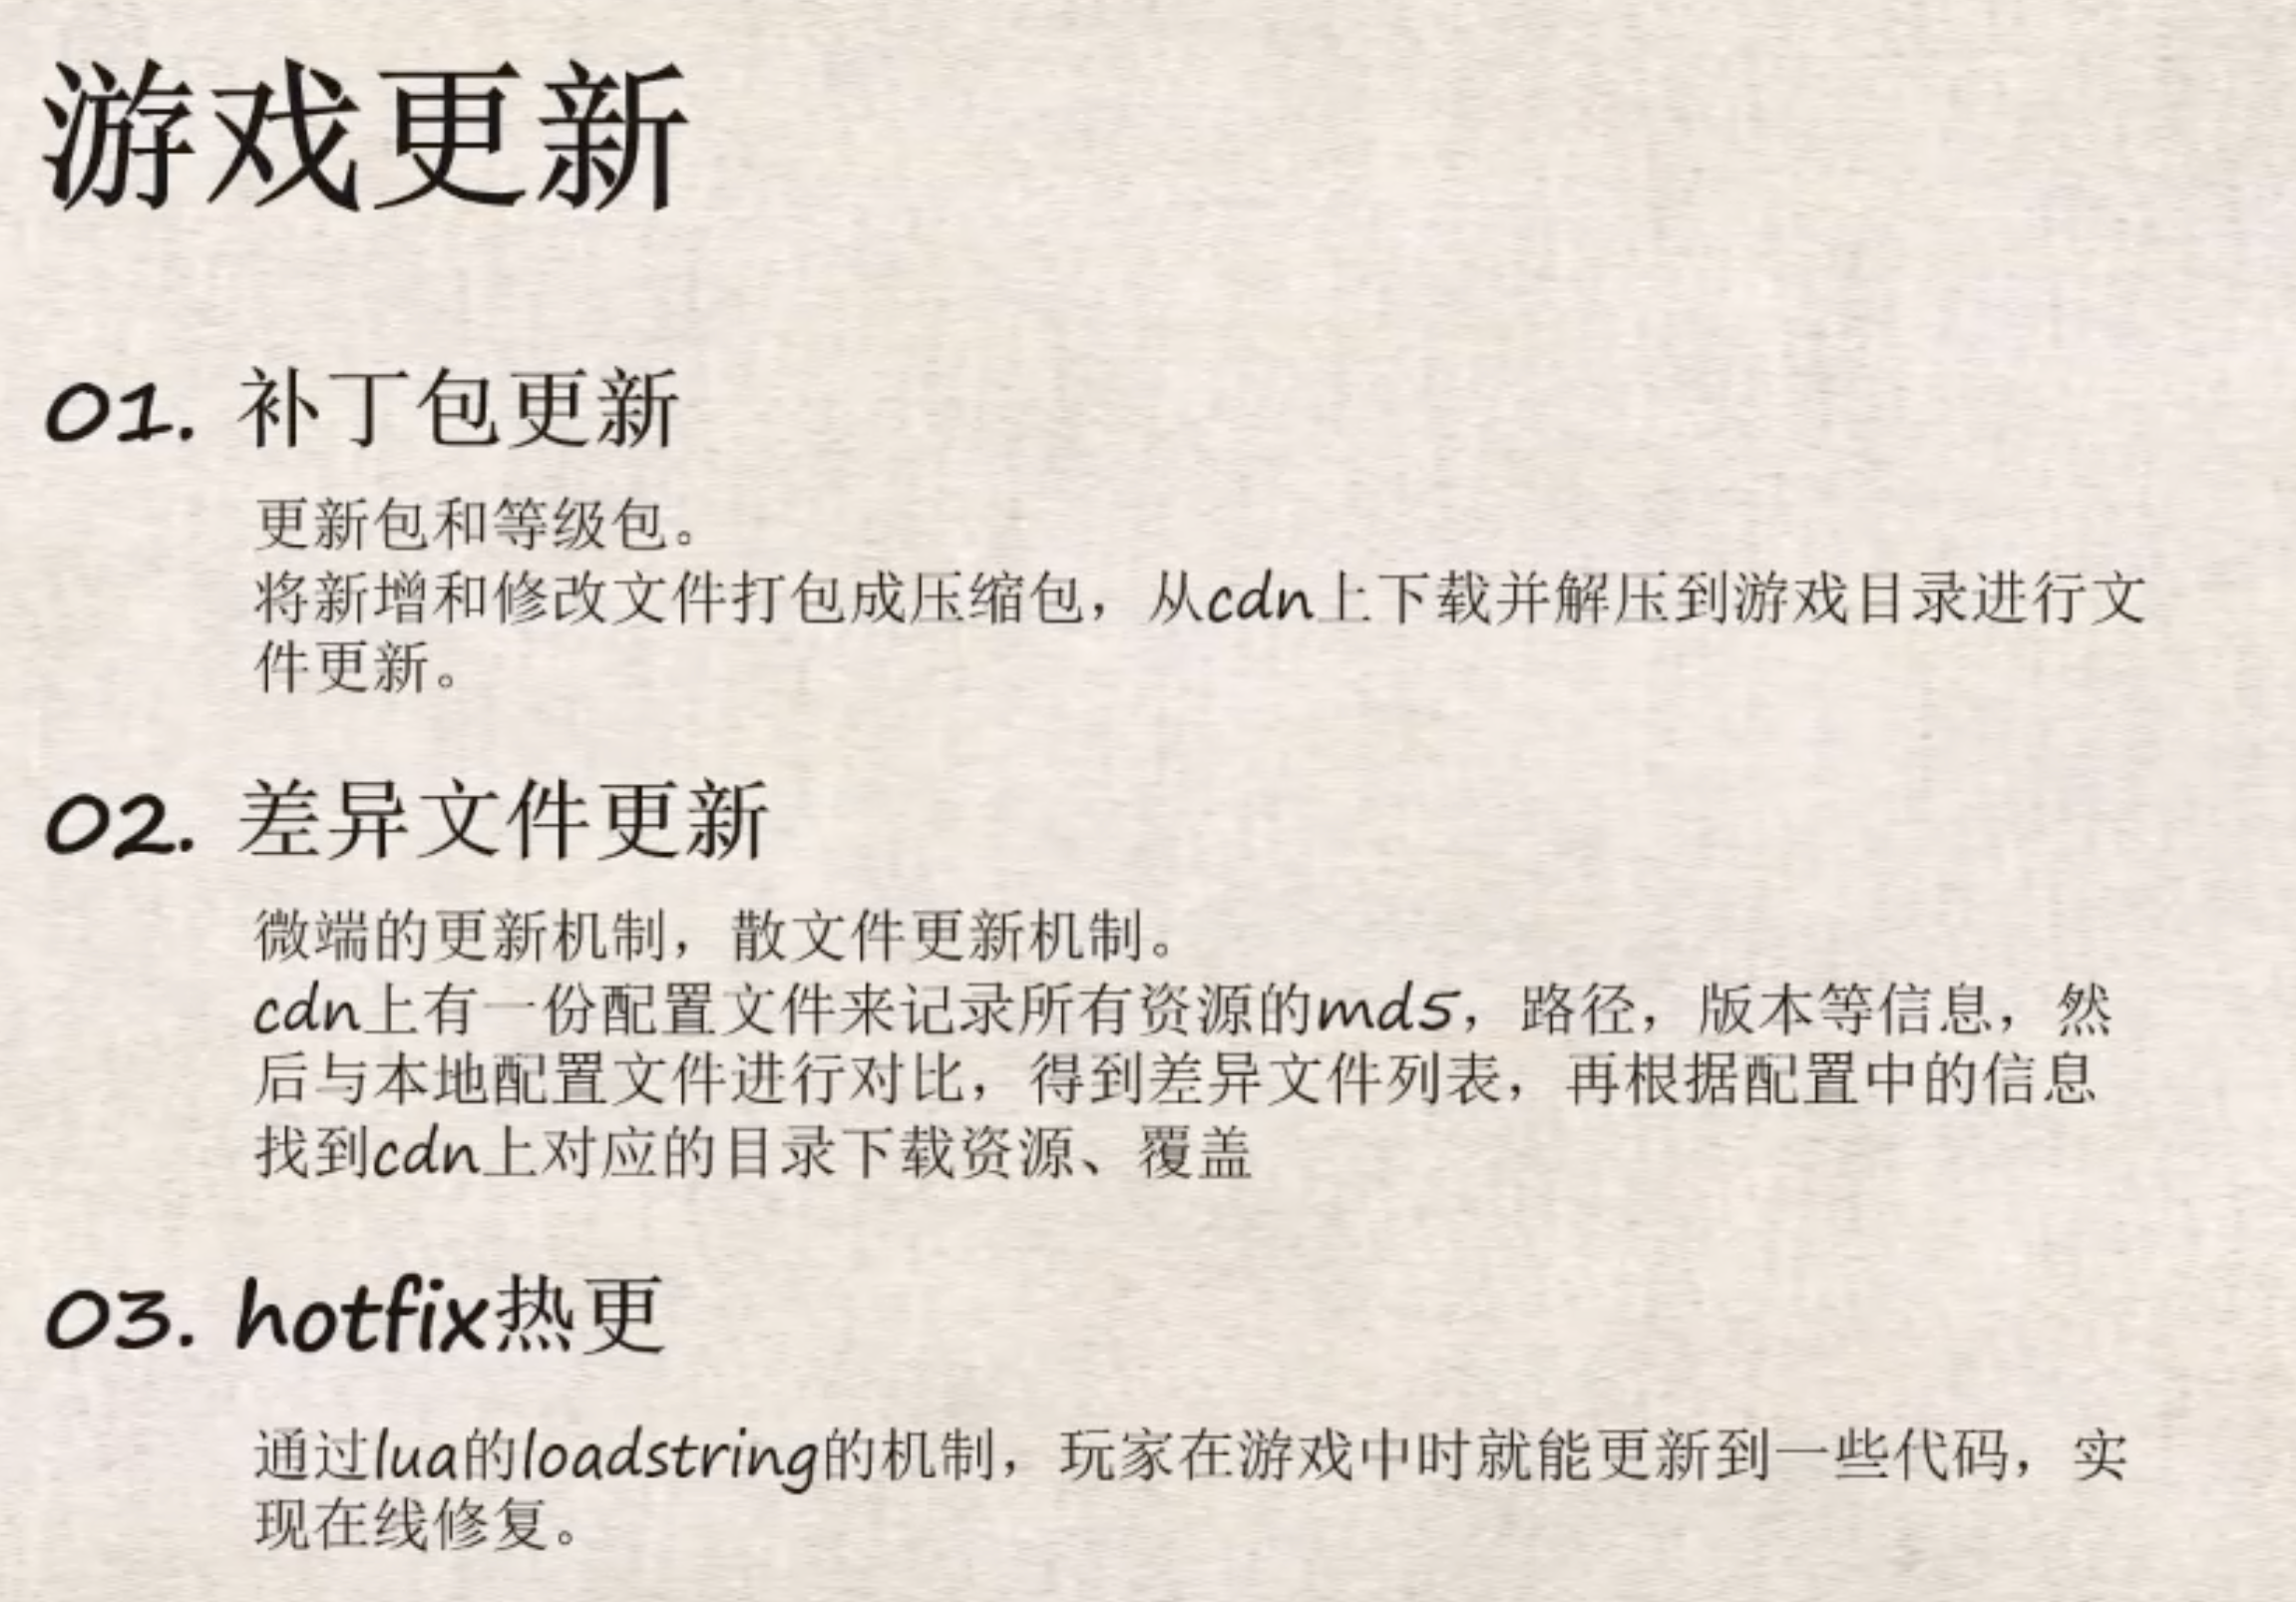 游戏更新
01. 补丁包更新
更新包和等级包。
将新增和修改文件打包成压缩包，从cdn上下载并解压到游戏目录进行文
件更新。
02. 差异文件更新
微端的更新机制，散文件更新机制。
cdn上有一份配置文件来记录所有资源的md5，路径，版本等信息，然
后与本地配置文件进行对比，得到差异文件列表，再根据配置中的信息
找到cdn上对应的目录下载资源、覆盖
03. hotfix热更
通过lua的loadstring的机制，玩家在游戏中时就能更新到一些代码，实
现在线修复。